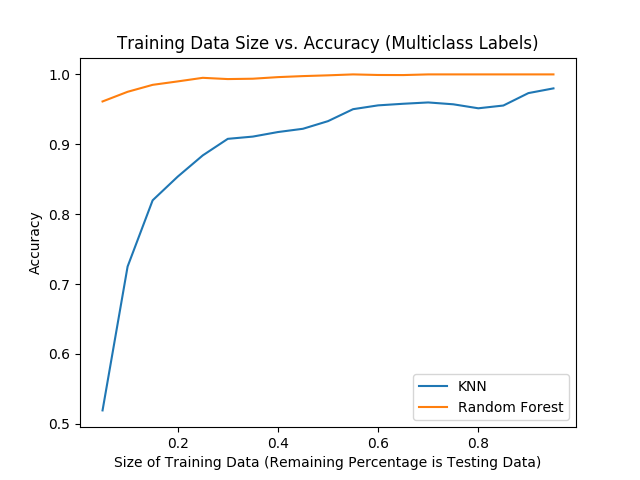 Training Data Size vs. Accuracy (Multiclass Labels)
1.0
0.9
0.8
0.7
0.6
0.5
Accuracy
KNN
Random Forest
0.2 0.4 0.6 0.8
Size of Training Data (Remaining Percentage is Testing Data)